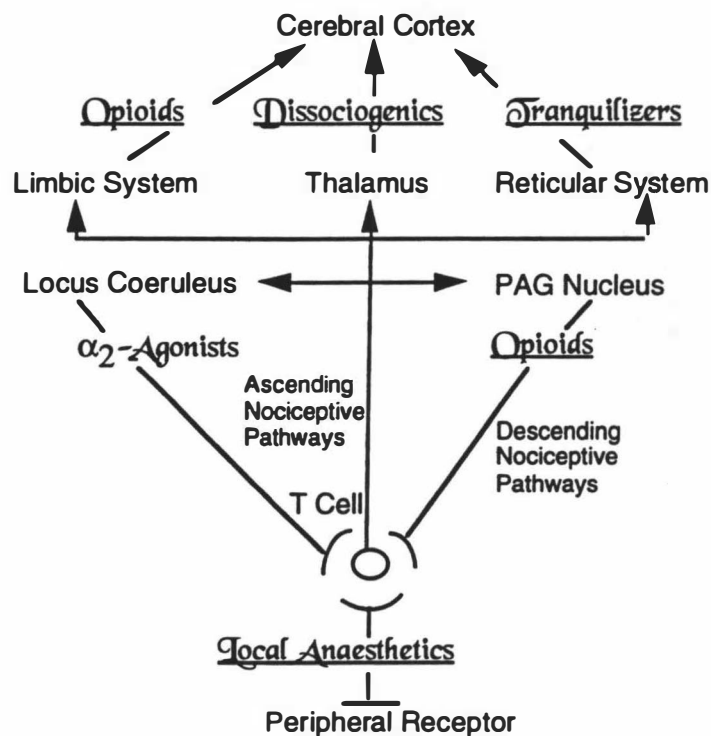 Cerebral Cortex
Opioids Dissociogenics Tranquilizers
Limbic System Thalamus Reticular System
Locus Coeruleus PAG Nucleus
α₂-Agonists Opioids
Ascending
Nociceptive
Pathways
Descending
Nociceptive
Pathways
T Cell
Local Anaesthetics
Peripheral Receptor